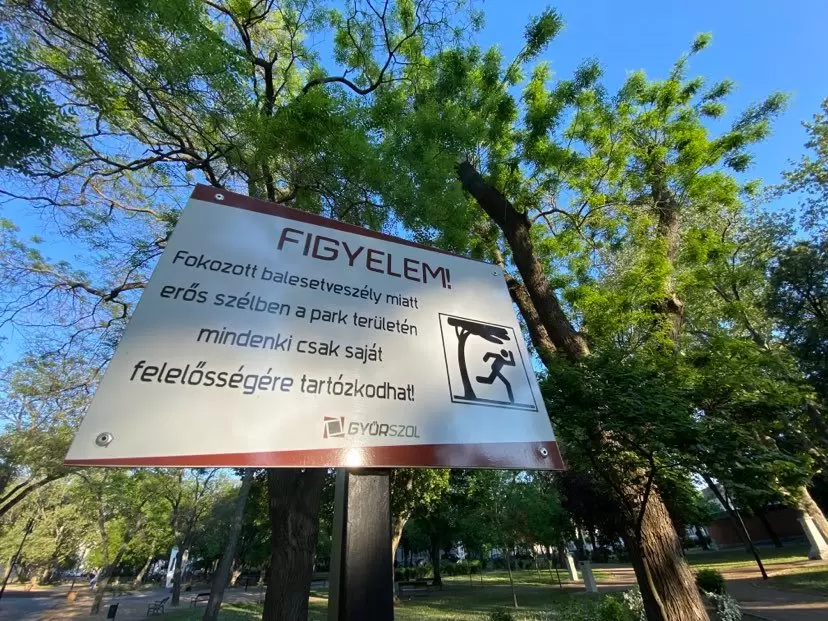 FIGYELEM!
Fokozott balesetveszély miatt
erős szélben a park területén
mindenki csak saját
felelősségére tartózkodhat!
GYŐRSZOL